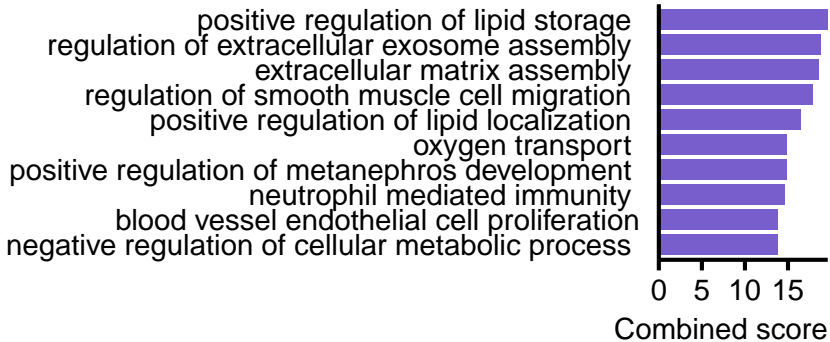 positive regulation of lipid storage
regulation of extracellular exosome assembly
extracellular matrix assembly
regulation of smooth muscle cell migration
positive regulation of lipid localization
oxygen transport
positive regulation of metanephros development
neutrophil mediated immunity
blood vessel endothelial cell proliferation
negative regulation of cellular metabolic process
0 5 10 15
Combined score